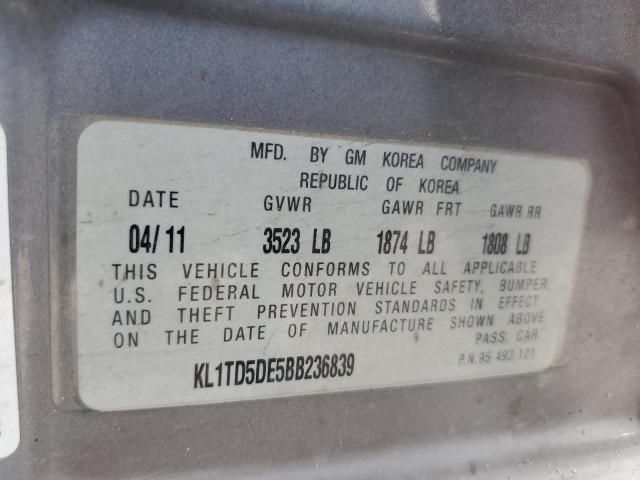 MFD. BY GM KOREA COMPANY
REPUBLIC OF KOREA
DATE GVWR GAWR FRT GAWR RR
04/11 3523 LB 1874 LB 1808 LB
THIS VEHICLE CONFORMS TO ALL APPLICABLE
U.S. FEDERAL MOTOR VEHICLE SAFETY, BUMPER,
AND THEFT PREVENTION STANDARDS IN EFFECT
ON THE DATE OF MANUFACTURE SHOWN ABOVE
PASS. CAR
KL1TD5DE5BB236839 P.N. 95 493 121